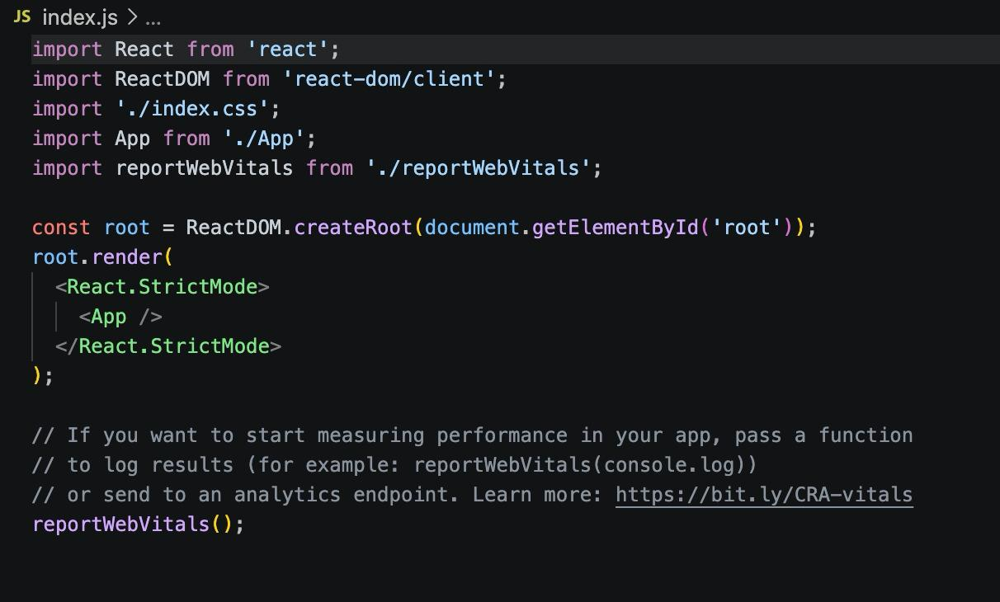 JS index.js > ...
import React from 'react';
import ReactDOM from 'react-dom/client';
import './index.css';
import App from './App';
import reportWebVitals from './reportWebVitals';

const root = ReactDOM.createRoot(document.getElementById('root'));
root.render(
  <React.StrictMode>
    <App />
  </React.StrictMode>
);

// If you want to start measuring performance in your app, pass a function
// to log results (for example: reportWebVitals(console.log))
// or send to an analytics endpoint. Learn more: https://bit.ly/CRA-vitals
reportWebVitals();